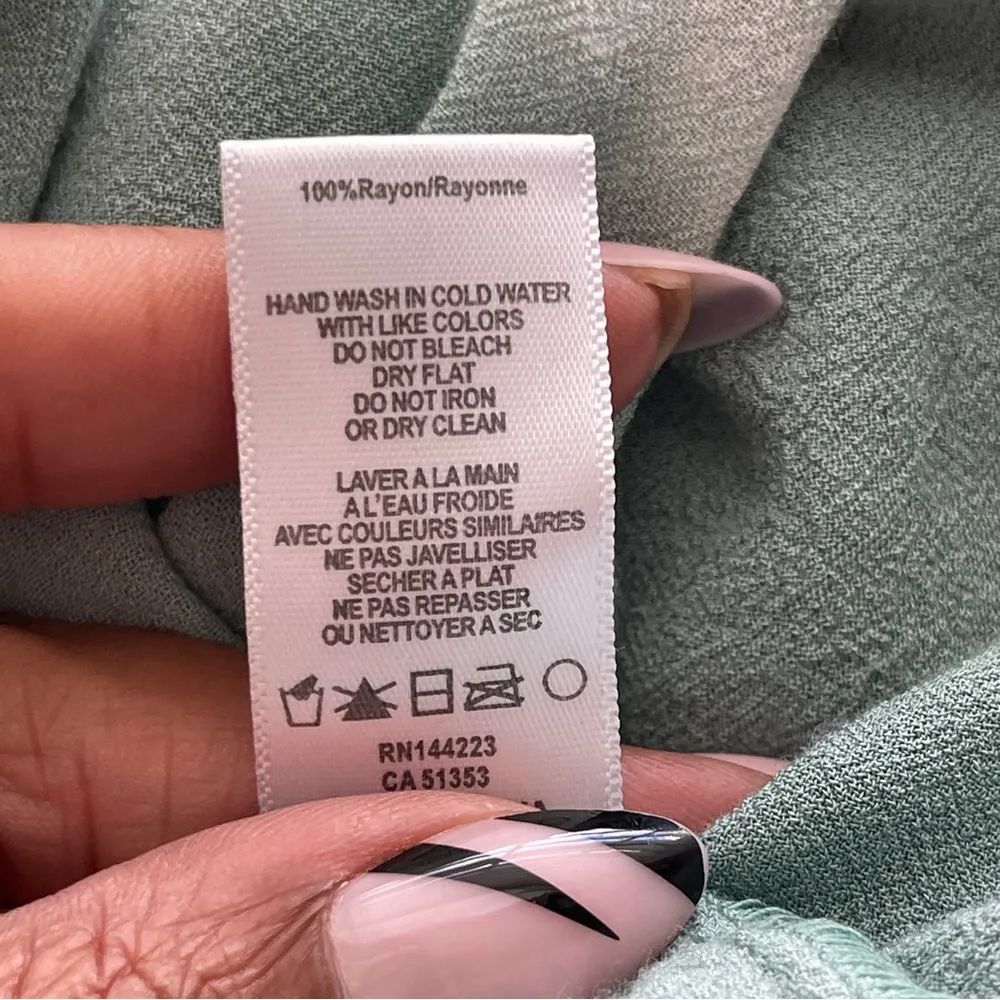 100%Rayon/Rayonne
HAND WASH IN COLD WATER
WITH LIKE COLORS
DO NOT BLEACH
DRY FLAT
DO NOT IRON
OR DRY CLEAN
LAVER A LA MAIN
A L'EAU FROIDE
AVEC COULEURS SIMILAIRES
NE PAS JAVELLISER
SECHER A PLAT
NE PAS REPASSER
OU NETTOYER A SEC
RN144223
CA 51353